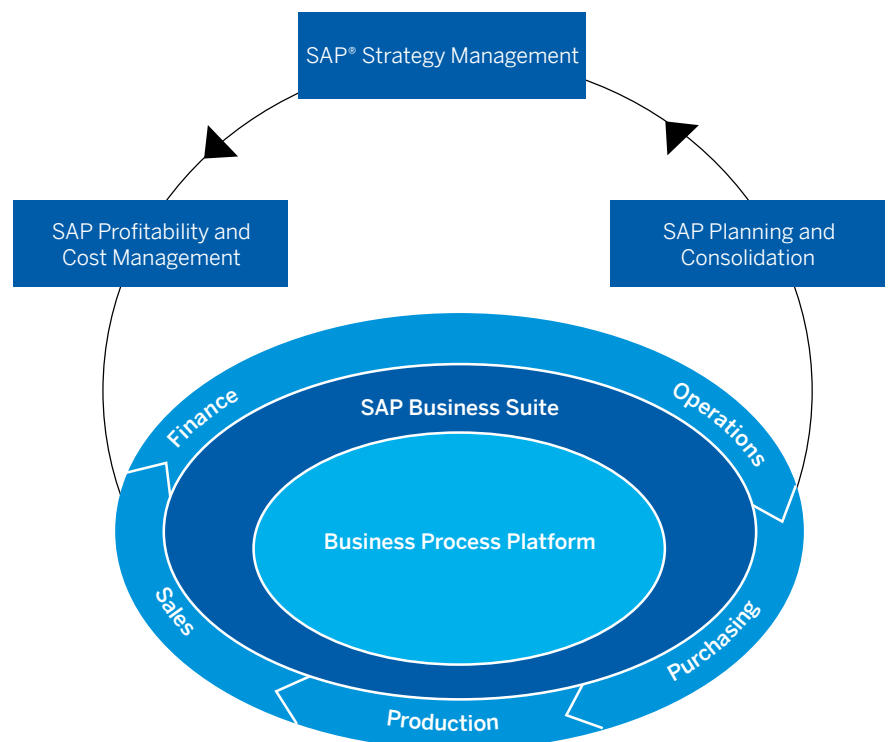 SAP® Strategy Management
SAP Profitability and
Cost Management
SAP Planning and
Consolidation
Finance
SAP Business Suite
Operations
Business Process Platform
Sales
Purchasing
Production